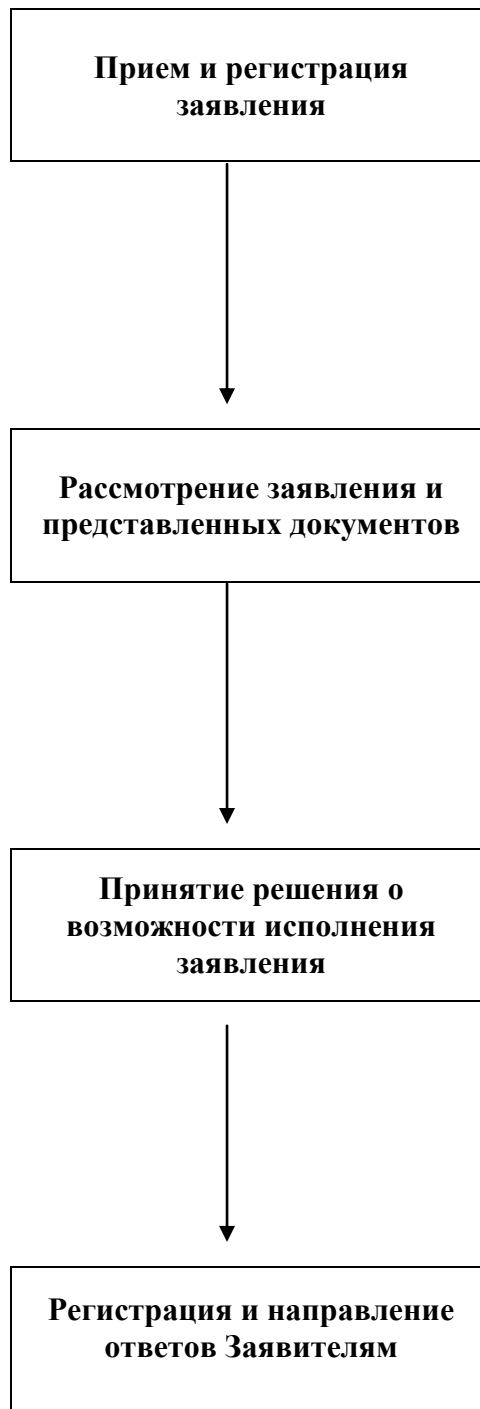 Прием и регистрация
заявления
Рассмотрение заявления и
представленных документов
Принятие решения о
возможности исполнения
заявления
Регистрация и направление
ответов Заявителям